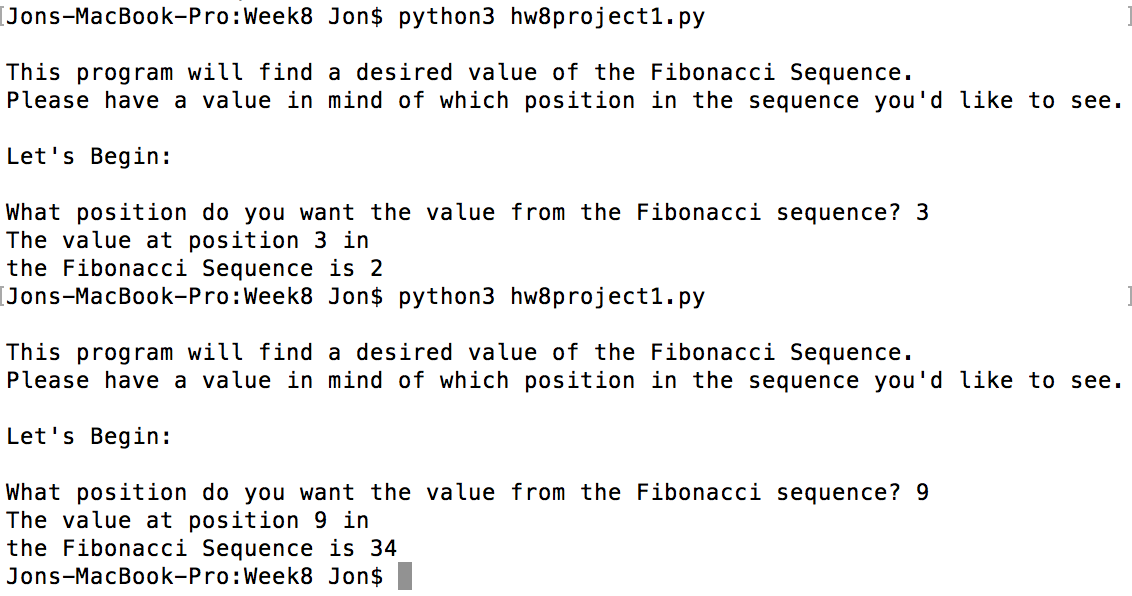 [Jons-MacBook-Pro:Week8 Jon$ python3 hw8project1.py ]
This program will find a desired value of the Fibonacci Sequence.
Please have a value in mind of which position in the sequence you'd like to see.
Let's Begin:
What position do you want the value from the Fibonacci sequence? 3
The value at position 3 in
the Fibonacci Sequence is 2
[Jons-MacBook-Pro:Week8 Jon$ python3 hw8project1.py ]
This program will find a desired value of the Fibonacci Sequence.
Please have a value in mind of which position in the sequence you'd like to see.
Let's Begin:
What position do you want the value from the Fibonacci sequence? 9
The value at position 9 in
the Fibonacci Sequence is 34
Jons-MacBook-Pro:Week8 Jon$